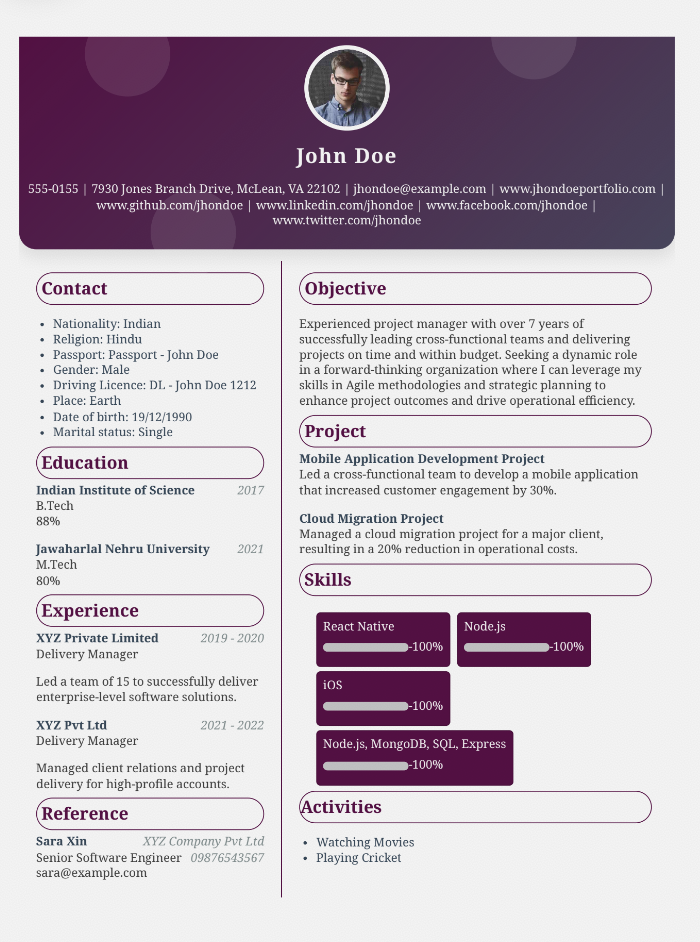 John Doe
555-0155 | 7930 Jones Branch Drive, McLean, VA 22102 | jhondoe@example.com | www.jhondoeportfolio.com |
www.github.com/jhondoe | www.linkedin.com/jhondoe | www.facebook.com/jhondoe |
www.twitter.com/jhondoe
Contact
• Nationality: Indian
• Religion: Hindu
• Passport: Passport - John Doe
• Gender: Male
• Driving Licence: DL - John Doe 1212
• Place: Earth
• Date of birth: 19/12/1990
• Marital status: Single
Education
Indian Institute of Science 2017
B.Tech
88%
Jawaharlal Nehru University 2021
M.Tech
80%
Experience
XYZ Private Limited 2019 - 2020
Delivery Manager
Led a team of 15 to successfully deliver
enterprise-level software solutions.
XYZ Pvt Ltd 2021 - 2022
Delivery Manager
Managed client relations and project
delivery for high-profile accounts.
Reference
Sara Xin XYZ Company Pvt Ltd
Senior Software Engineer 09876543567
sara@example.com
Objective
Experienced project manager with over 7 years of
successfully leading cross-functional teams and delivering
projects on time and within budget. Seeking a dynamic role
in a forward-thinking organization where I can leverage my
skills in Agile methodologies and strategic planning to
enhance project outcomes and drive operational efficiency.
Project
Mobile Application Development Project
Led a cross-functional team to develop a mobile application
that increased customer engagement by 30%.
Cloud Migration Project
Managed a cloud migration project for a major client,
resulting in a 20% reduction in operational costs.
Skills
React Native
-100%
Node.js
-100%
iOS
-100%
Node.js, MongoDB, SQL, Express
-100%
Activities
• Watching Movies
• Playing Cricket